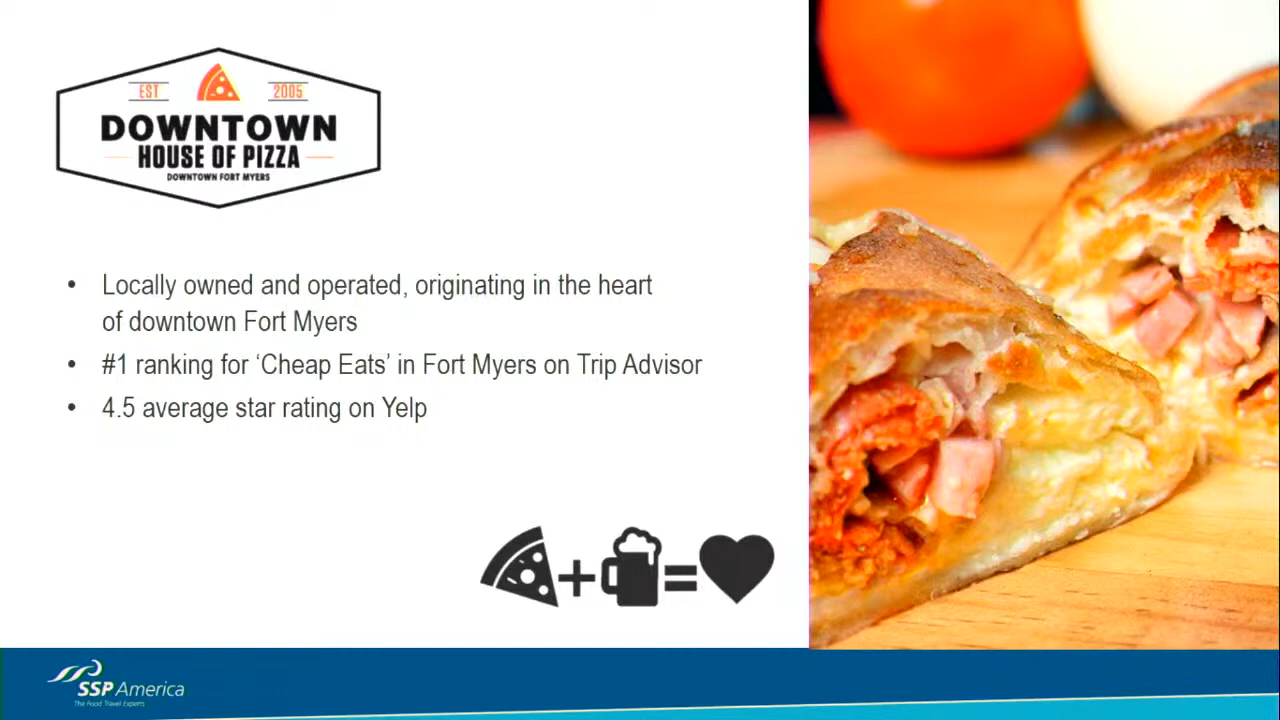 EST 2005
DOWNTOWN
HOUSE OF PIZZA
DOWNTOWN FORT MYERS
• Locally owned and operated, originating in the heart
of downtown Fort Myers
• #1 ranking for ‘Cheap Eats’ in Fort Myers on Trip Advisor
• 4.5 average star rating on Yelp
+ =
SSP America
The Food Travel Experts